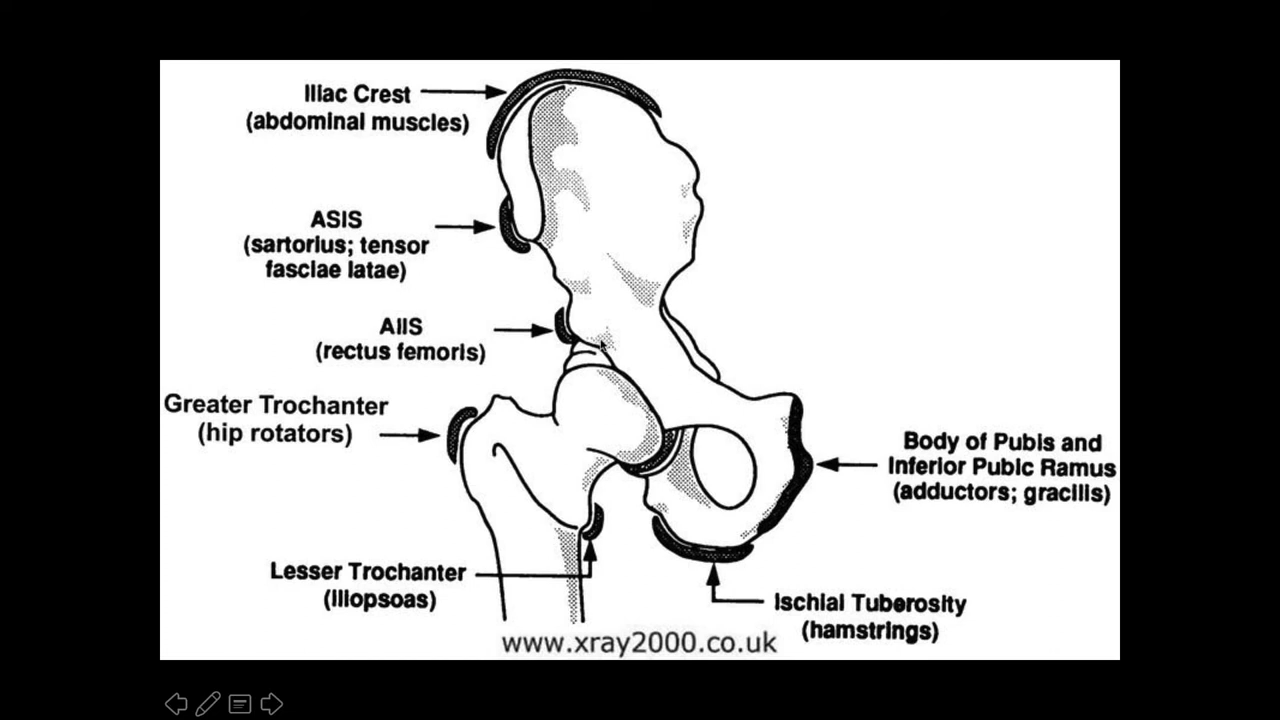 Iliac Crest
(abdominal muscles)
ASIS
(sartorius; tensor
fasciae latae)
AIIS
(rectus femoris)
Greater Trochanter
(hip rotators)
Body of Pubis and
Inferior Pubic Ramus
(adductors; gracilis)
Lesser Trochanter
(Iliopsoas)
Ischial Tuberosity
(hamstrings)
www.xray2000.co.uk